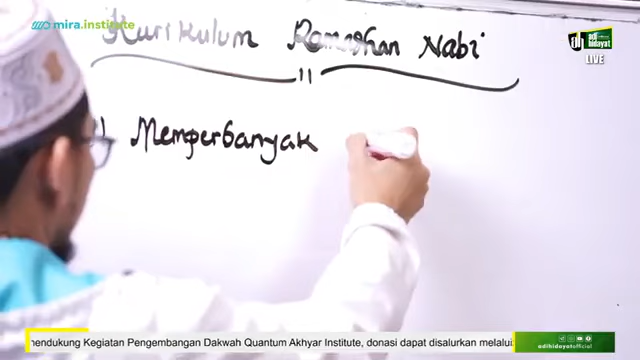 mira.institute
Kurikulum Ramadhan Nabi
adi hidayat
LIVE
Memperbanyak
mendukung Kegiatan Pengembangan Dakwah Quantum Akhyar Institute, donasi dapat disalurkan melalui:
adihidayatofficial